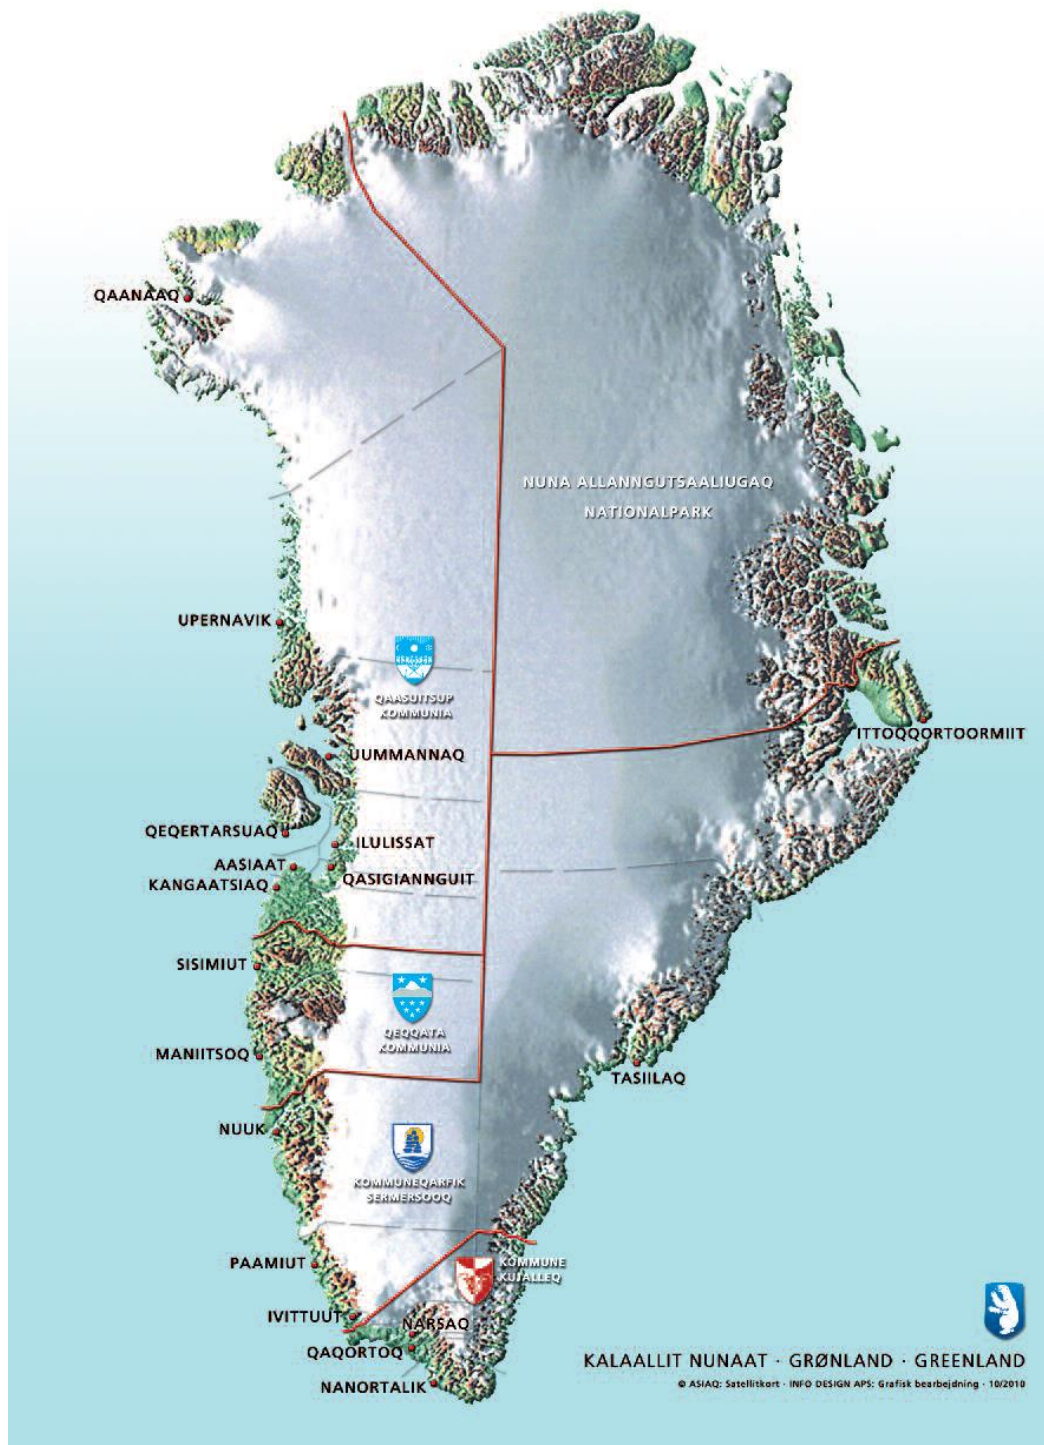 QAANAAQ
NUNA ALLANNGUTSAALIUGAQ
NATIONALPARK
UPERNAVIK
QAASUITSUP
KOMMUNIA
ITTOQQORTOORMIIT
UUMMANNAQ
QEQERTARSUAQ
ILULISSAT
AASIAAT
QASIGIANNGUIT
KANGAATSIAQ
SISIMIUT
QEQQATA
KOMMUNIA
MANIITSOQ
TASIILAQ
NUUK
KOMMUNEQARFIK
SERMERSOOQ
PAAMIUT
KOMMUNE
KUJALLEQ
IVITTUUT
NARSAQ
QAQORTOQ
NANORTALIK
KALAALLIT NUNAAT · GRØNLAND · GREENLAND
© ASIAQ: Satellitkort · INFO DESIGN APS: Grafisk bearbejdning · 10/2010